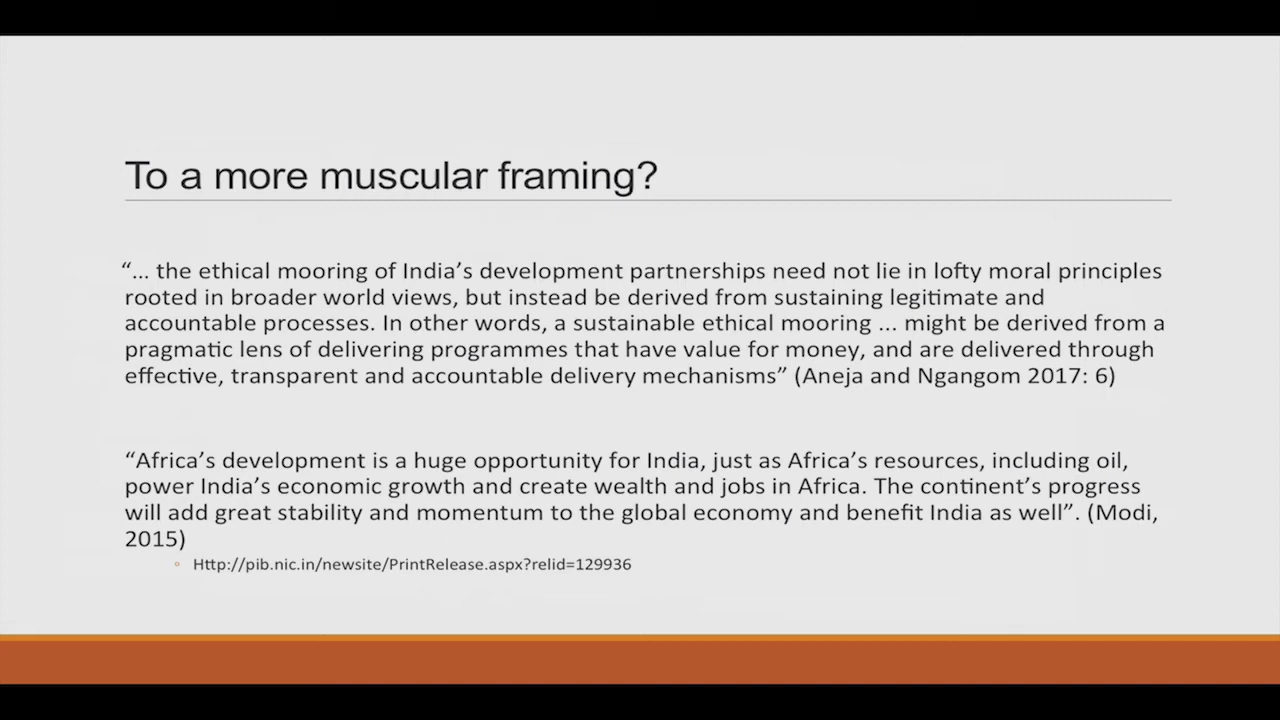 To a more muscular framing?
“... the ethical mooring of India’s development partnerships need not lie in lofty moral principles
rooted in broader world views, but instead be derived from sustaining legitimate and
accountable processes. In other words, a sustainable ethical mooring ... might be derived from a
pragmatic lens of delivering programmes that have value for money, and are delivered through
effective, transparent and accountable delivery mechanisms” (Aneja and Ngangom 2017: 6)
“Africa’s development is a huge opportunity for India, just as Africa’s resources, including oil,
power India’s economic growth and create wealth and jobs in Africa. The continent’s progress
will add great stability and momentum to the global economy and benefit India as well”. (Modi,
2015)
◦ Http://pib.nic.in/newsite/PrintRelease.aspx?relid=129936